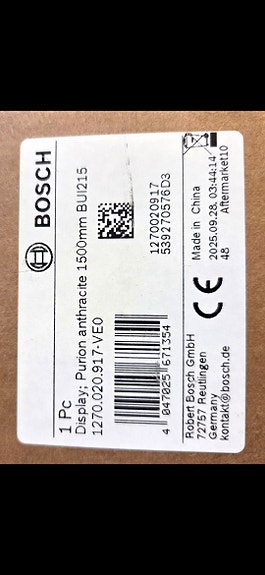 BOSCH
1 Pc
Display; Purion anthracite 1500mm BUI215
1270.020.917-VE0
1270020917
539270576D3
4 047025 671354
Robert Bosch GmbH
72757 Reutlingen
Germany
kontakt@bosch.de
CE
Made in China
2025.09.28. 03:44:14
48 Aftermarket10